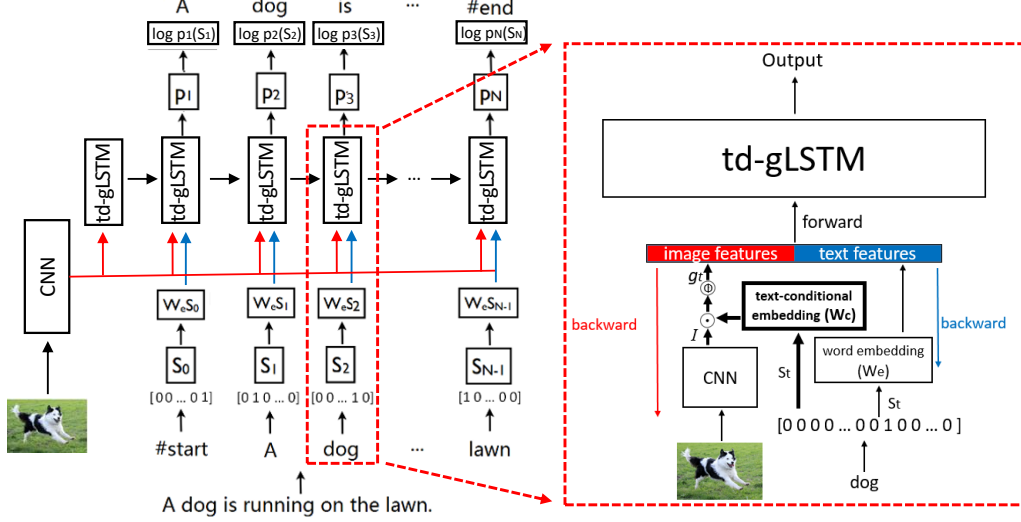 A dog is ... #end
log p1(S1) log p2(S2) log p3(S3) log pN(SN)
p1 p2 p3 pN
td-gLSTM td-gLSTM td-gLSTM td-gLSTM ... td-gLSTM
CNN
WeS0 WeS1 WeS2 WeSN-1
S0 S1 S2 SN-1
[00 ... 0 1] [0 1 0 ... 0] [0 0 ... 1 0] [1 0 ... 0 0]
#start A dog ... lawn
A dog is running on the lawn.
Output
td-gLSTM
forward
image features text features
gt
Φ
text-conditional
embedding (Wc)
backward
backward
I
CNN
word embedding
(We)
St
St
[0 0 0 0 ... 0 0 1 0 0 ... 0 ]
dog